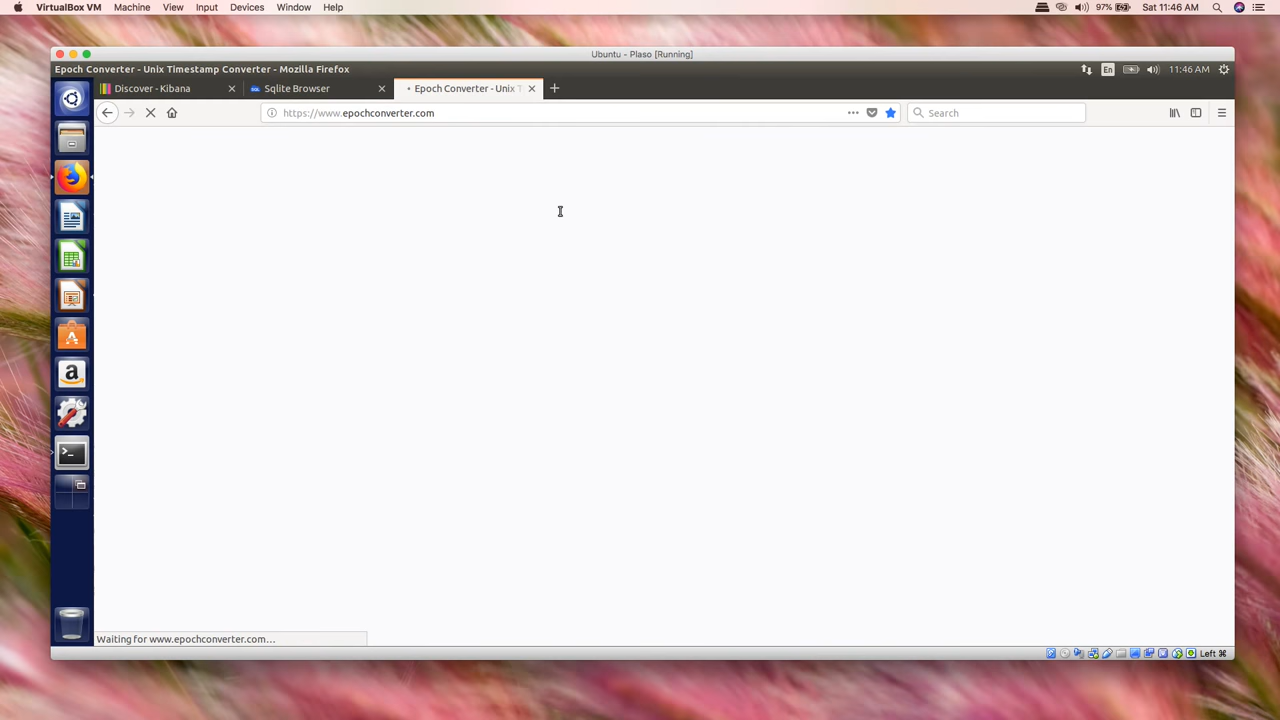 VirtualBox VM Machine View Input Devices Window Help 97% Sat 11:46 AM
Ubuntu - Plaso [Running]
Epoch Converter - Unix Timestamp Converter - Mozilla Firefox En 11:46 AM
Discover - Kibana Sqlite Browser Epoch Converter - Unix T
https://www.epochconverter.com Search
Waiting for www.epochconverter.com…
Left ⌘